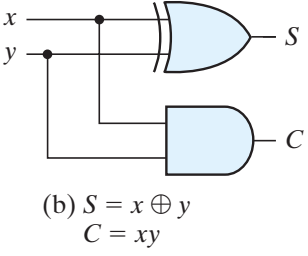 x
S
y
C
(b) S = x ⊕ y
C = xy